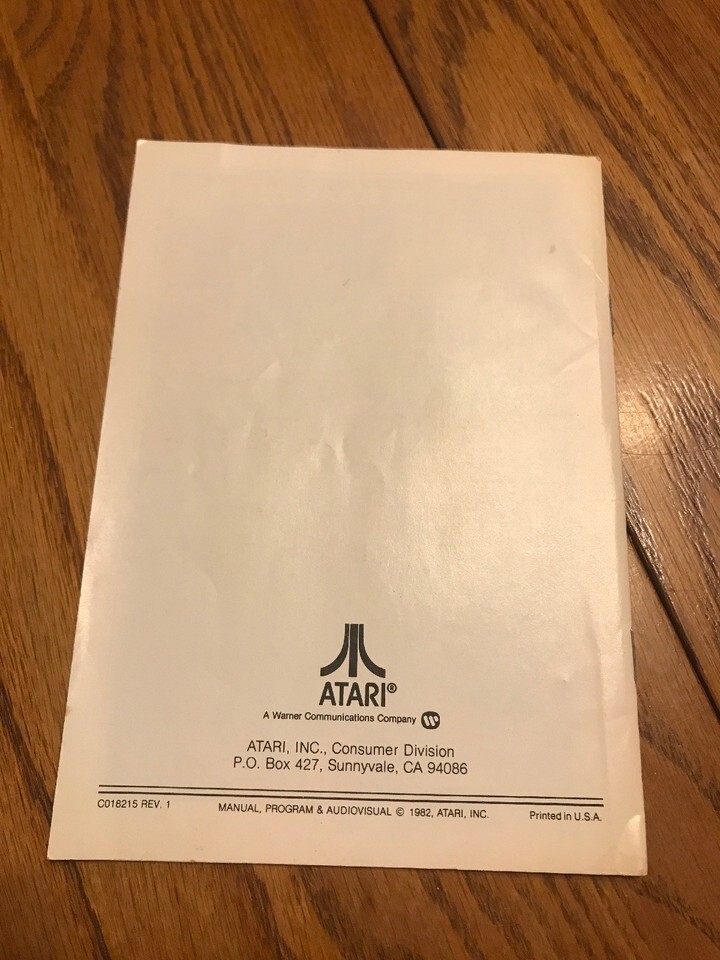 ATARI®
A Warner Communications Company
ATARI, INC., Consumer Division
P.O. Box 427, Sunnyvale, CA 94086
C018215 REV. 1 MANUAL, PROGRAM & AUDIOVISUAL © 1982, ATARI, INC. Printed in U.S.A.